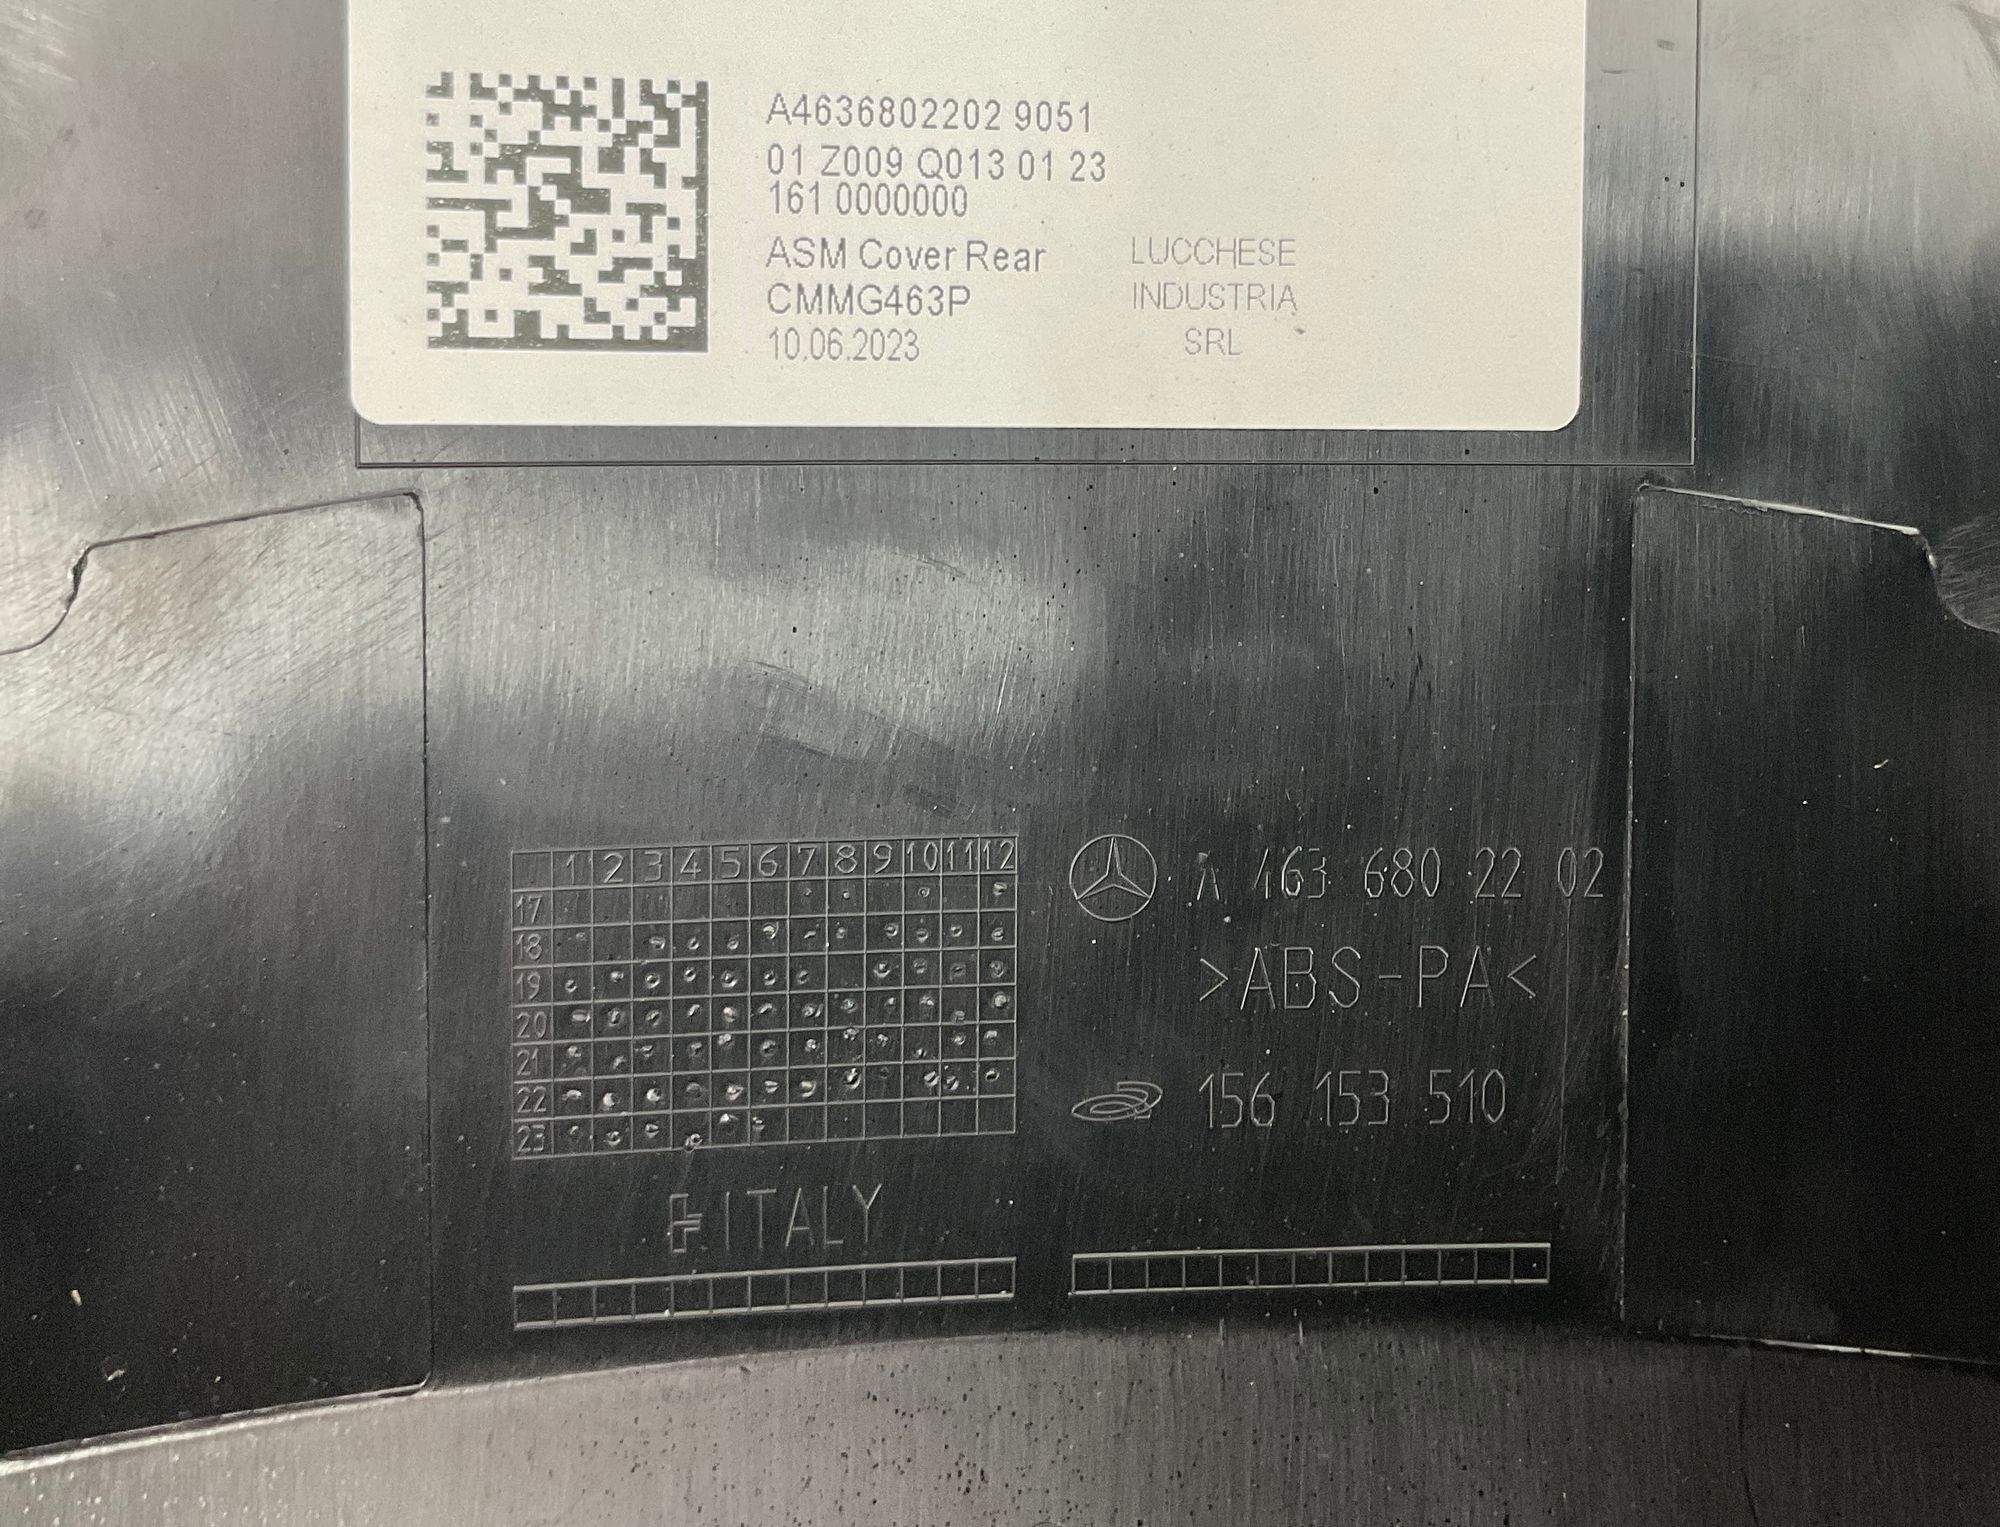 A4636802202 9051
01 Z009 Q013 01 23
161 0000000
ASM Cover Rear
CMMG463P
10.06.2023
LUCCHESE
INDUSTRIA
SRL
1 2 3 4 5 6 7 8 9 10 11 12
17
18
19
20
21
22
23
ITALY
A 463 680 22 02
>ABS-PA<
156 153 510